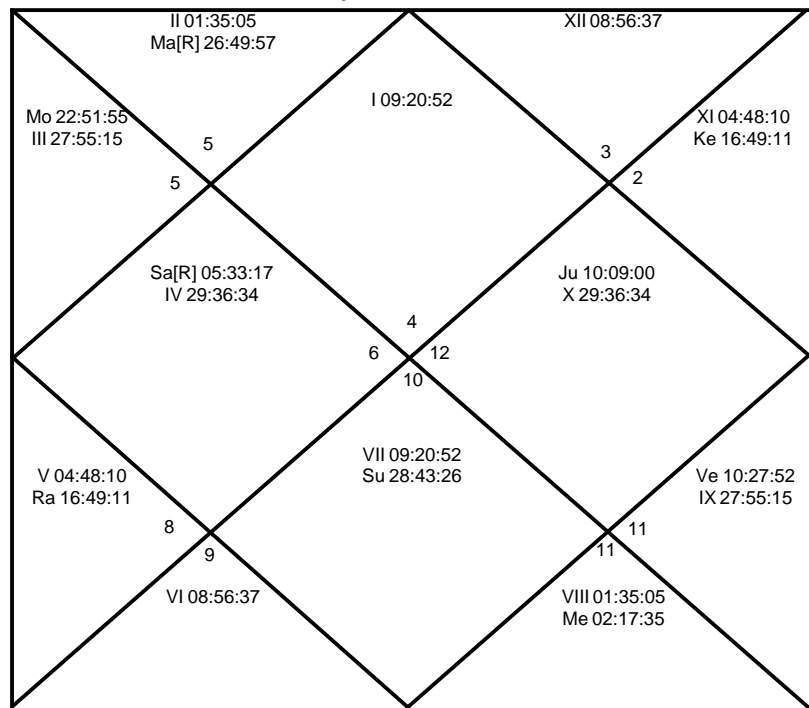 II 01:35:05
Ma[R] 26:49:57
XII 08:56:37
I 09:20:52
Mo 22:51:55
III 27:55:15
XI 04:48:10
Ke 16:49:11
5
3
5
2
Sa[R] 05:33:17
IV 29:36:34
Ju 10:09:00
X 29:36:34
4
6
12
10
VII 09:20:52
Su 28:43:26
V 04:48:10
Ra 16:49:11
Ve 10:27:52
IX 27:55:15
8
11
9
11
VI 08:56:37
VIII 01:35:05
Me 02:17:35